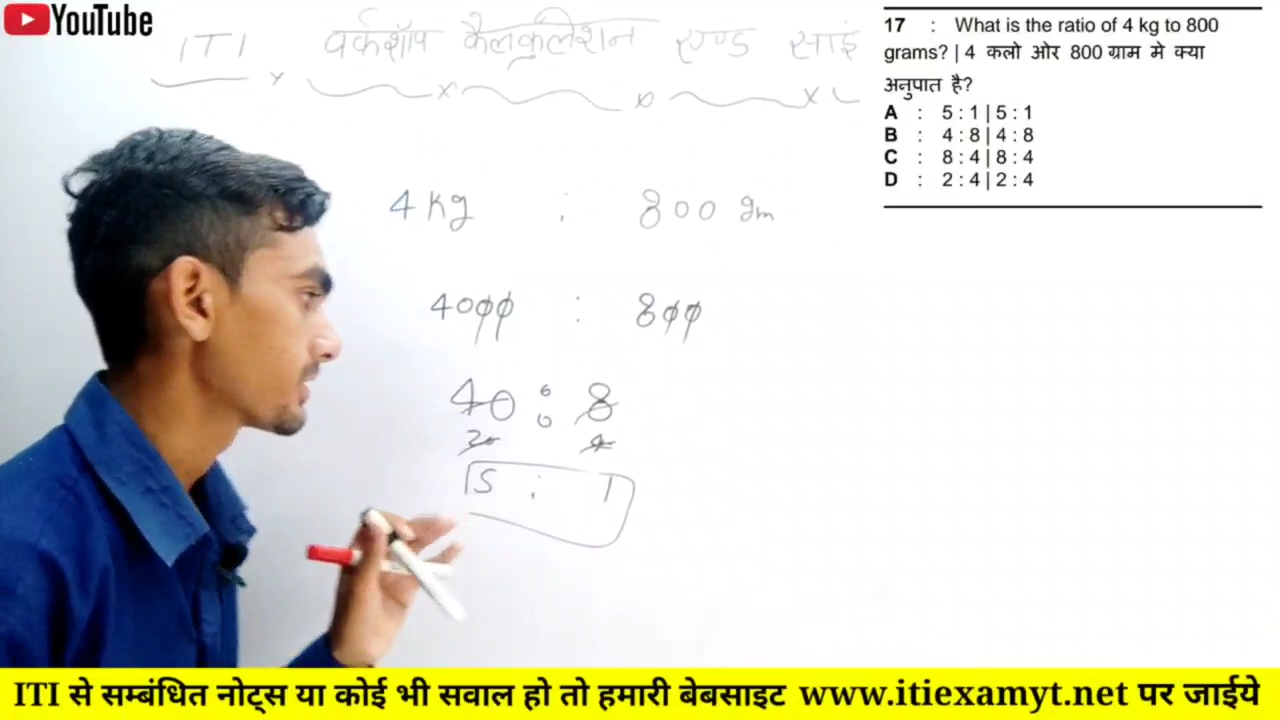 YouTube
ITI वर्कशॉप कैलकुलेशन एण्ड साइं
17 : What is the ratio of 4 kg to 800
grams? | 4 कलो ओर 800 ग्राम मे क्या
अनुपात है?
A : 5 : 1 | 5 : 1
B : 4 : 8 | 4 : 8
C : 8 : 4 | 8 : 4
D : 2 : 4 | 2 : 4
4 kg : 800 gm
4000 : 800
40 : 8
5 : 1
ITI से सम्बंधित नोट्स या कोई भी सवाल हो तो हमारी बेबसाइट www.itiexamyt.net पर जाईये